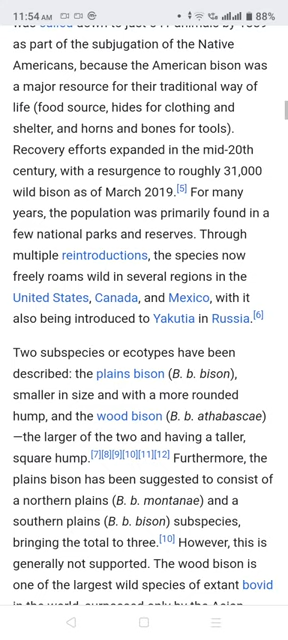 11:54 AM
88%
as part of the subjugation of the Native
Americans, because the American bison was
a major resource for their traditional way of
life (food source, hides for clothing and
shelter, and horns and bones for tools).
Recovery efforts expanded in the mid-20th
century, with a resurgence to roughly 31,000
wild bison as of March 2019.[5] For many
years, the population was primarily found in a
few national parks and reserves. Through
multiple reintroductions, the species now
freely roams wild in several regions in the
United States, Canada, and Mexico, with it
also being introduced to Yakutia in Russia.[6]
Two subspecies or ecotypes have been
described: the plains bison (B. b. bison),
smaller in size and with a more rounded
hump, and the wood bison (B. b. athabascae)
—the larger of the two and having a taller,
square hump.[7][8][9][10][11][12] Furthermore, the
plains bison has been suggested to consist of
a northern plains (B. b. montanae) and a
southern plains (B. b. bison) subspecies,
bringing the total to three.[10] However, this is
generally not supported. The wood bison is
one of the largest wild species of extant bovid